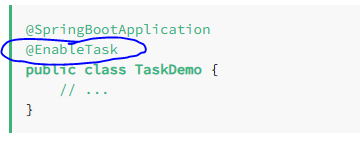 @SpringBootApplication
@EnableTask
public class TaskDemo {
// ...
}